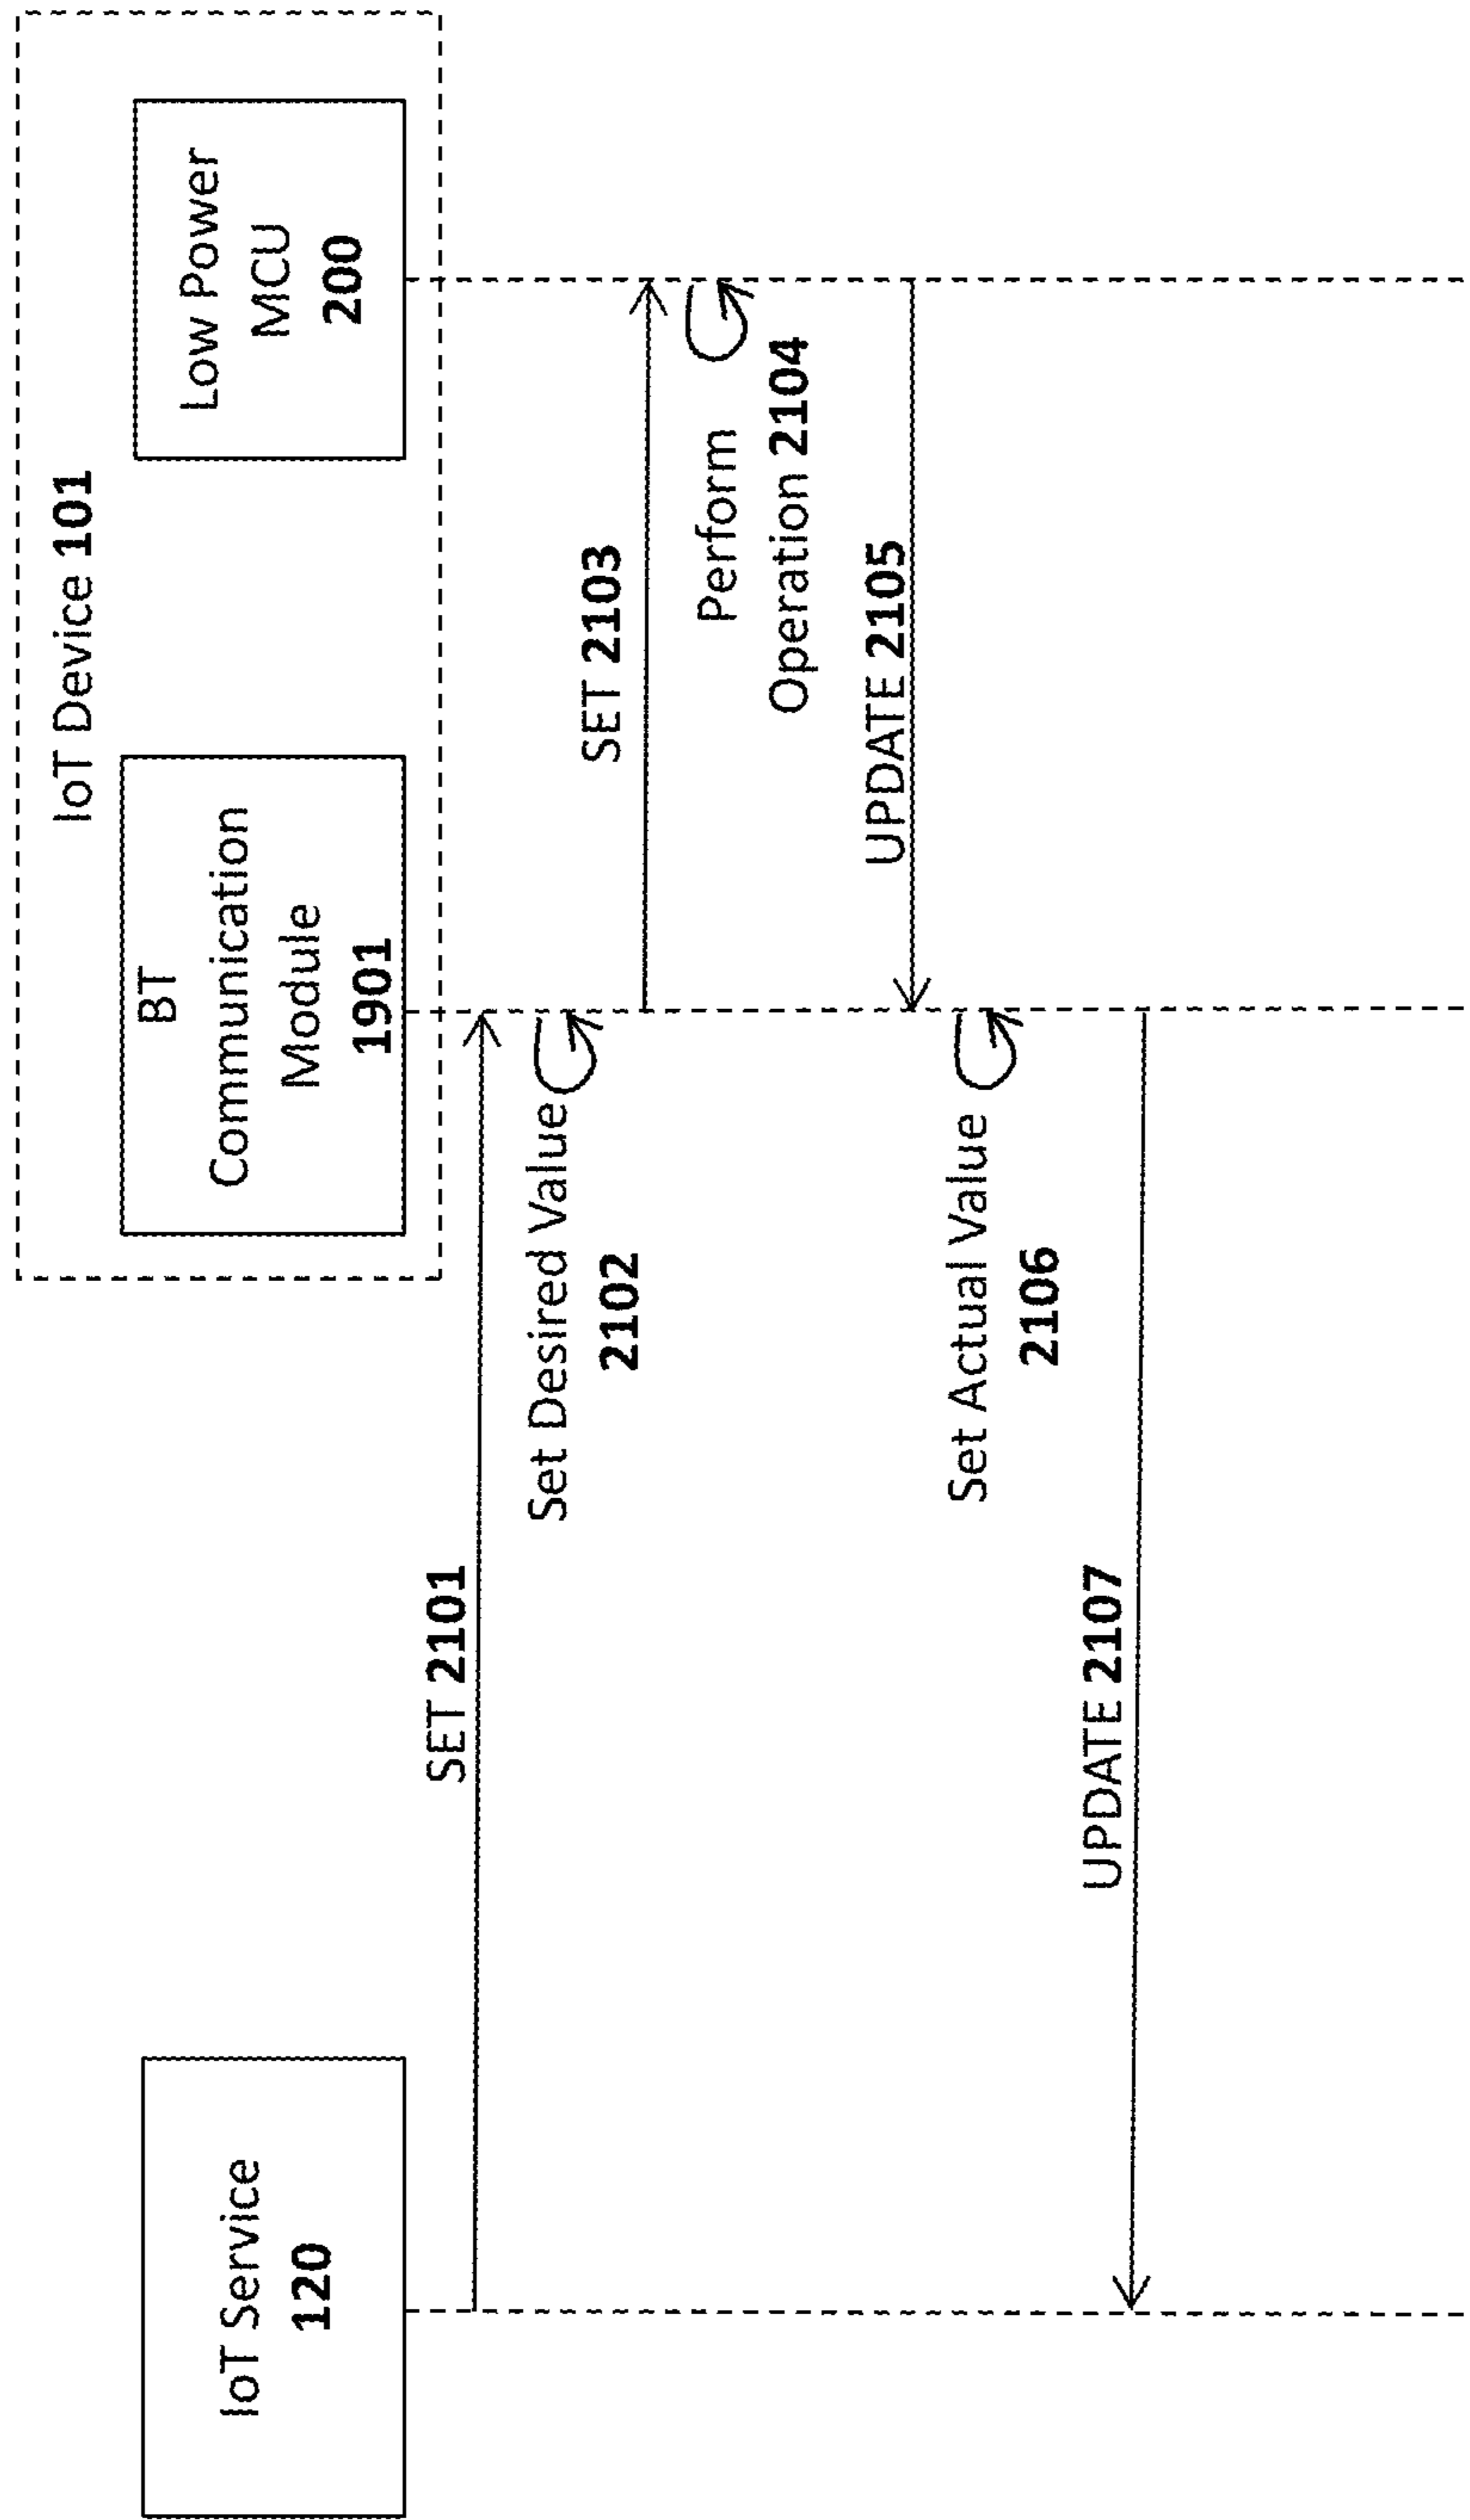 IoT Device 101
IoT Service
120
BT
Communication
Module
1901
Low Power
MCU
200
SET 2101
Set Desired Value
2102
SET 2103
Perform
Operation 2104
UPDATE 2105
Set Actual Value
2106
UPDATE 2107